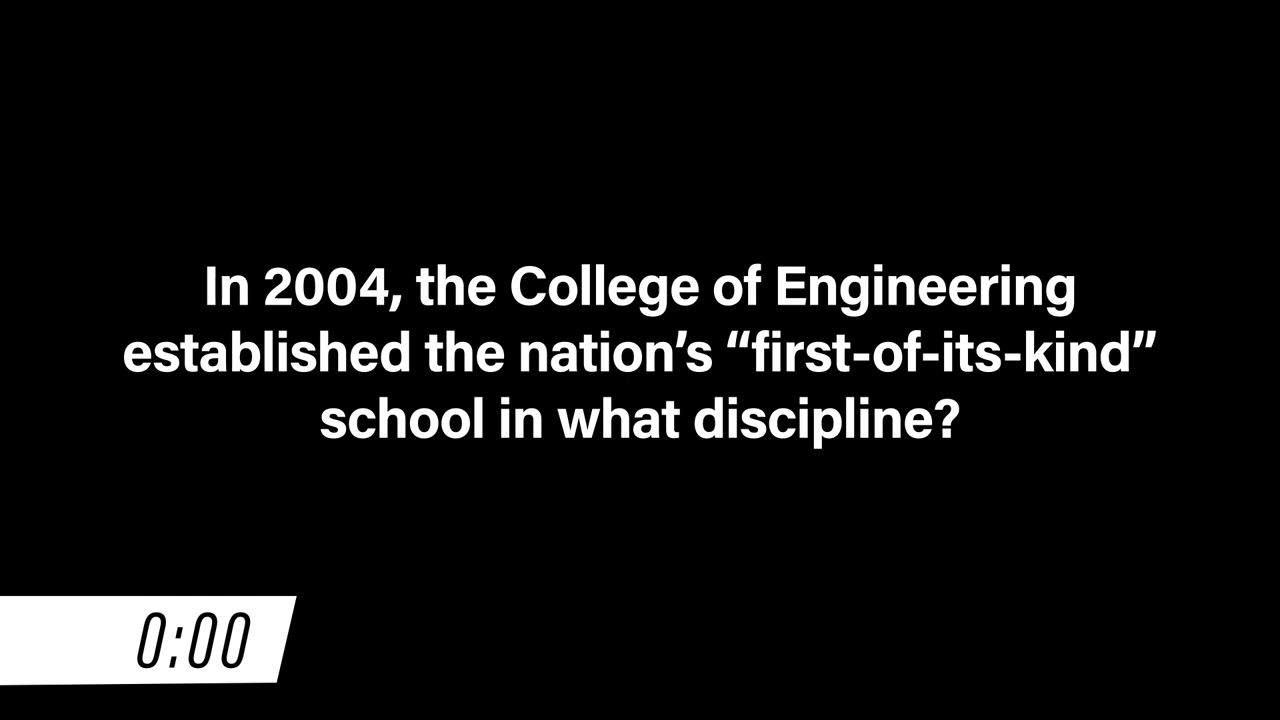 In 2004, the College of Engineering
established the nation’s “first-of-its-kind”
school in what discipline?
0:00